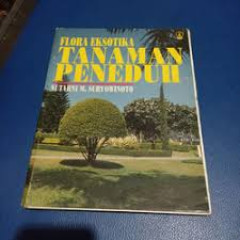 FLORA EKSOTIKA
TANAMAN
PENEDUH
SUTARNI M. SURYOWINOTO